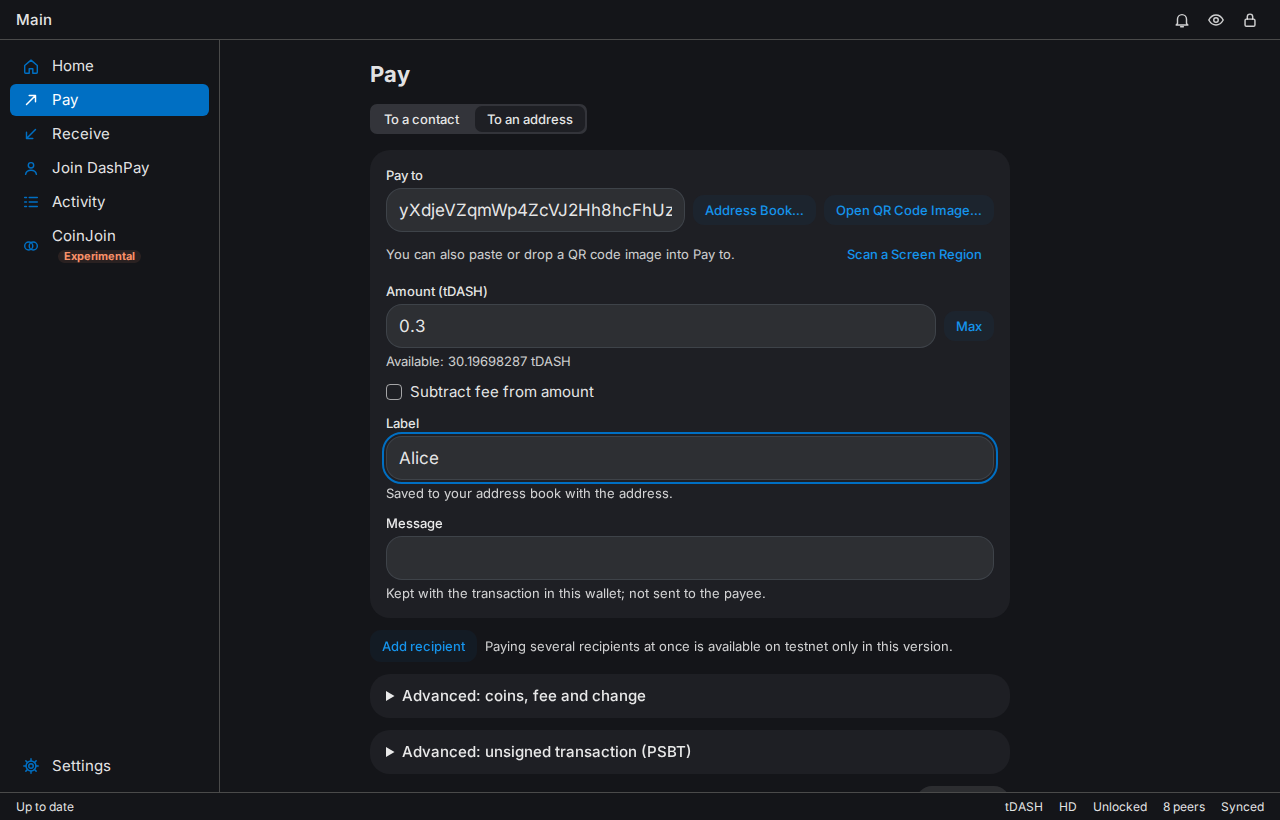 Main
Home
Pay
Receive
Join DashPay
Activity
CoinJoin
Experimental
Settings
Pay
To a contact
To an address
Pay to
yXdjeVZqmWp4ZcVJ2Hh8hcFhUz
Address Book...
Open QR Code Image...
You can also paste or drop a QR code image into Pay to.
Scan a Screen Region
Amount (tDASH)
0.3
Max
Available: 30.19698287 tDASH
Subtract fee from amount
Label
Alice
Saved to your address book with the address.
Message
Kept with the transaction in this wallet; not sent to the payee.
Add recipient
Paying several recipients at once is available on testnet only in this version.
Advanced: coins, fee and change
Advanced: unsigned transaction (PSBT)
Up to date
tDASH
HD
Unlocked
8 peers
Synced